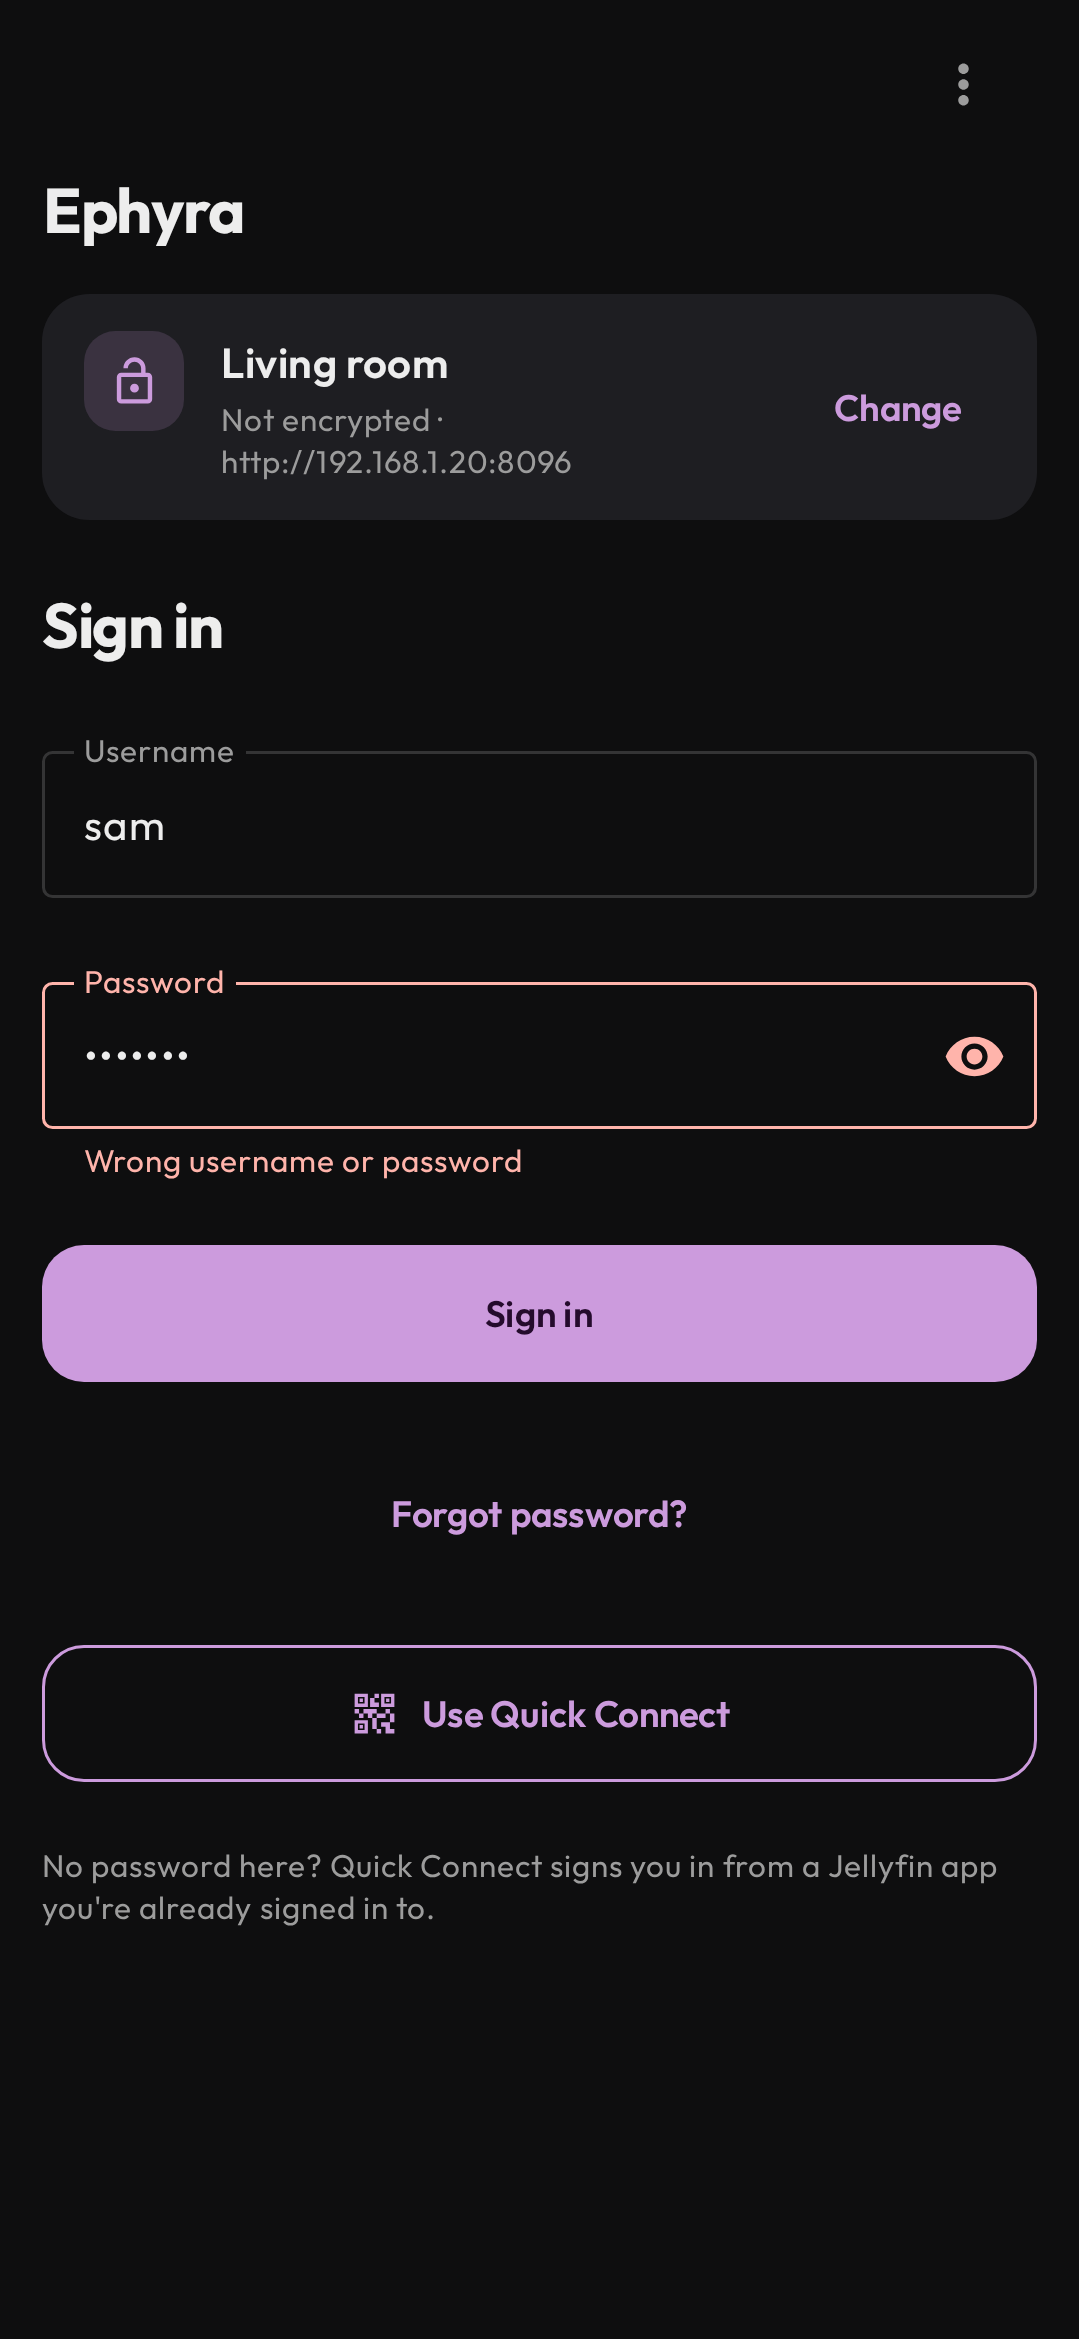 Ephyra
Living room
Not encrypted ·
http://192.168.1.20:8096
Change
Sign in
Username
sam
Password
•••••••
Wrong username or password
Sign in
Forgot password?
Use Quick Connect
No password here? Quick Connect signs you in from a Jellyfin app
you're already signed in to.